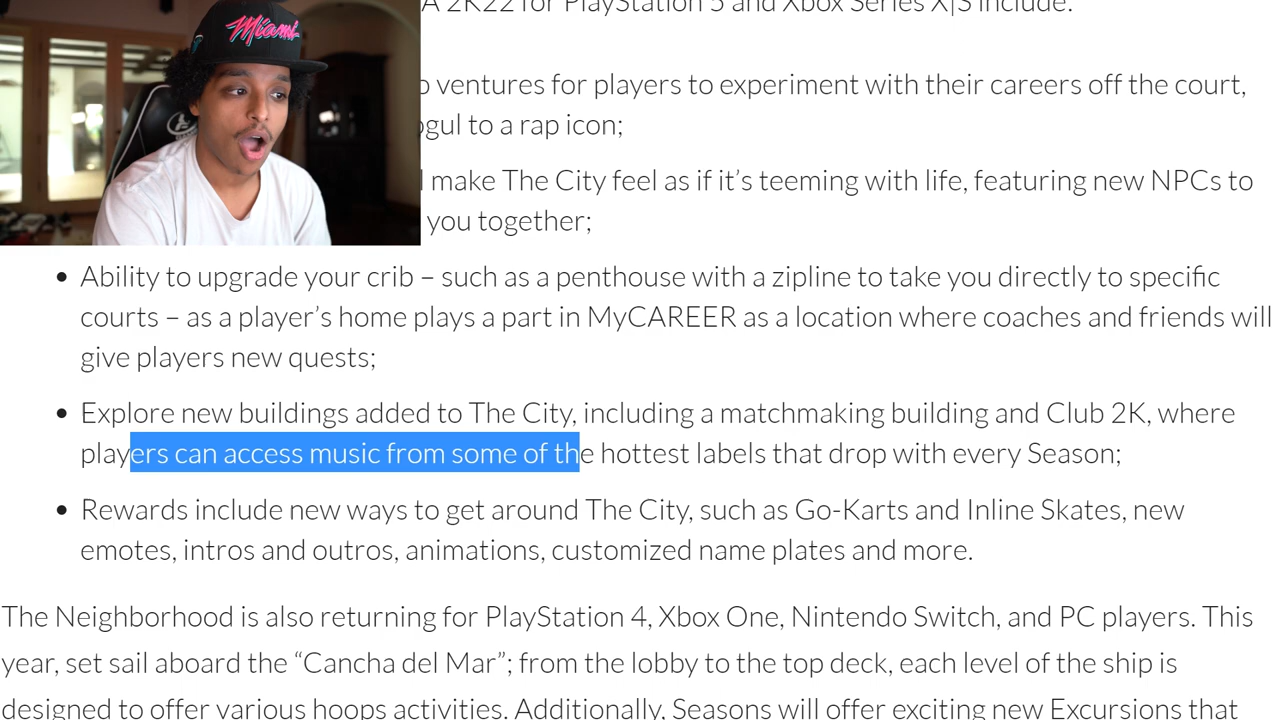 A 2K22 for PlayStation 5 and Xbox Series X|S include:
Miami
ventures for players to experiment with their careers off the court,
to a rap icon;
make The City feel as if it’s teeming with life, featuring new NPCs to
you together;
• Ability to upgrade your crib – such as a penthouse with a zipline to take you directly to specific
courts – as a player’s home plays a part in MyCAREER as a location where coaches and friends will
give players new quests;
• Explore new buildings added to The City, including a matchmaking building and Club 2K, where
players can access music from some of the hottest labels that drop with every Season;
• Rewards include new ways to get around The City, such as Go-Karts and Inline Skates, new
emotes, intros and outros, animations, customized name plates and more.
The Neighborhood is also returning for PlayStation 4, Xbox One, Nintendo Switch, and PC players. This
year, set sail aboard the “Cancha del Mar”; from the lobby to the top deck, each level of the ship is
designed to offer various hoops activities. Additionally, Seasons will offer exciting new Excursions that